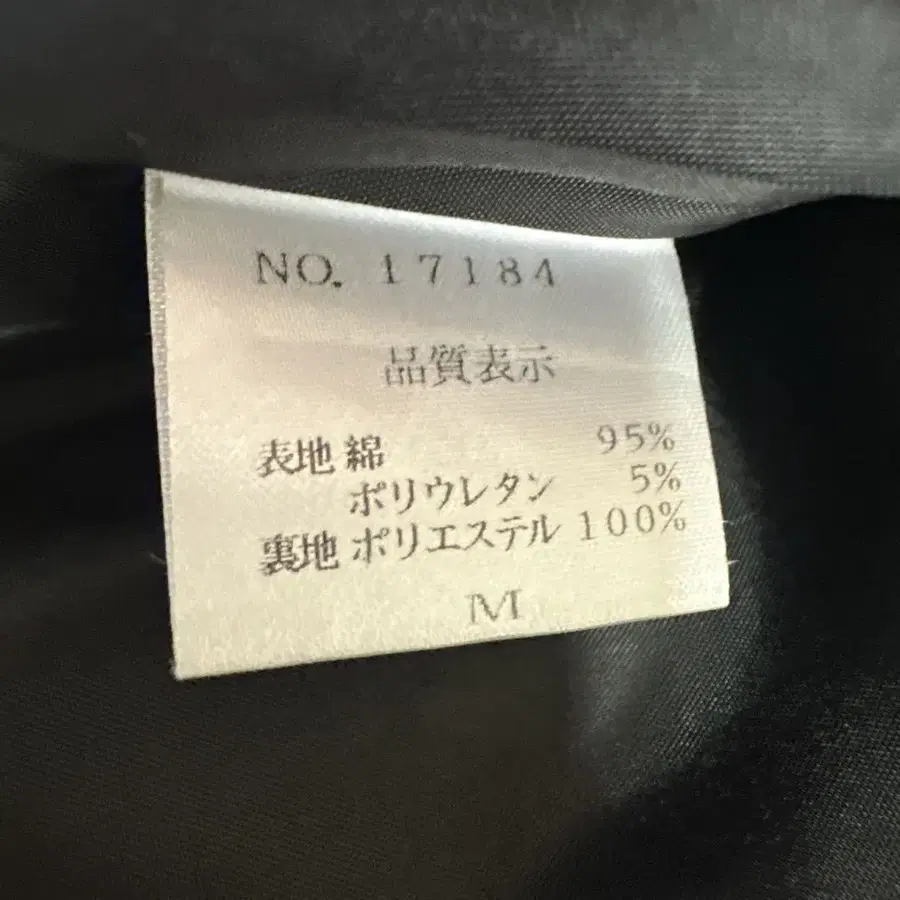 NO. 17184
品質表示
表地 綿 95%
ポリウレタン 5%
裏地 ポリエステル 100%
M